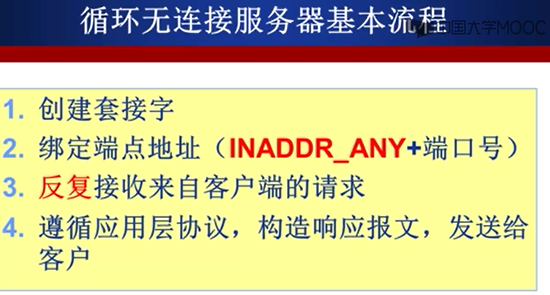 循环无连接服务器基本流程
国大学MOOC
1. 创建套接字
2. 绑定端点地址（INADDR_ANY+端口号）
3. 反复接收来自客户端的请求
4. 遵循应用层协议，构造响应报文，发送给
客户